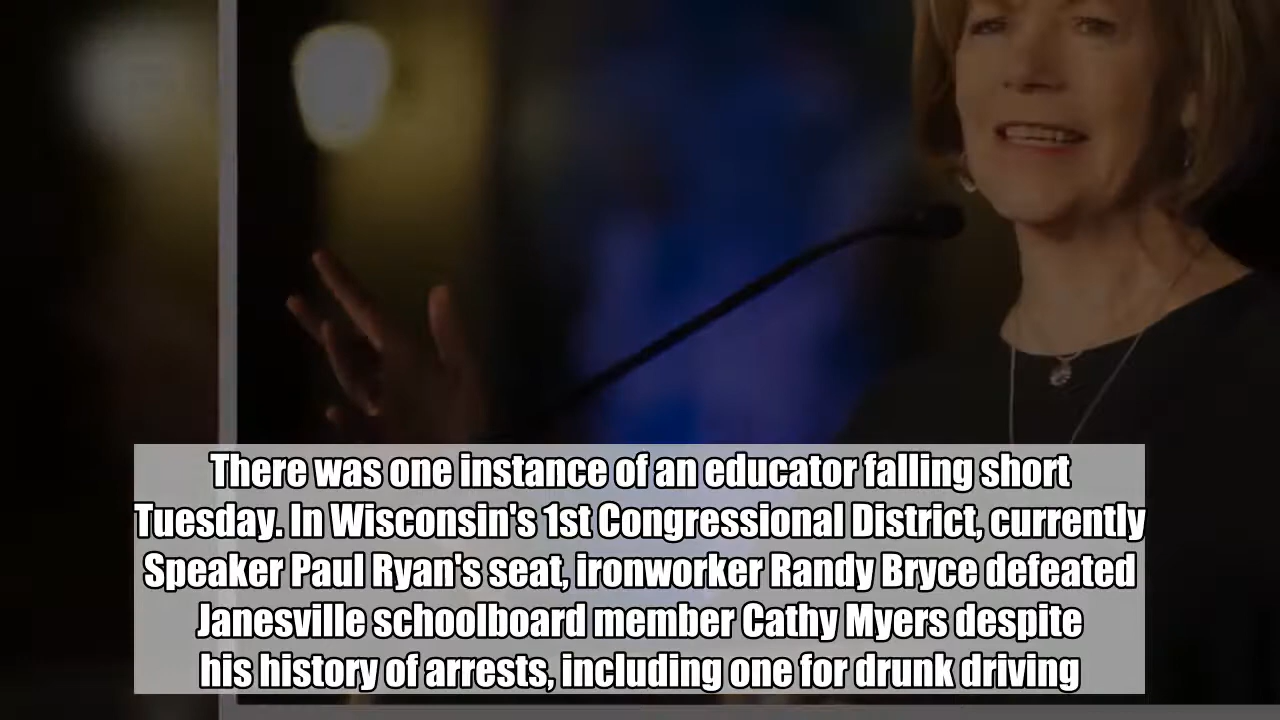 There was one instance of an educator falling short
Tuesday. In Wisconsin's 1st Congressional District, currently
Speaker Paul Ryan's seat, ironworker Randy Bryce defeated
Janesville schoolboard member Cathy Myers despite
his history of arrests, including one for drunk driving